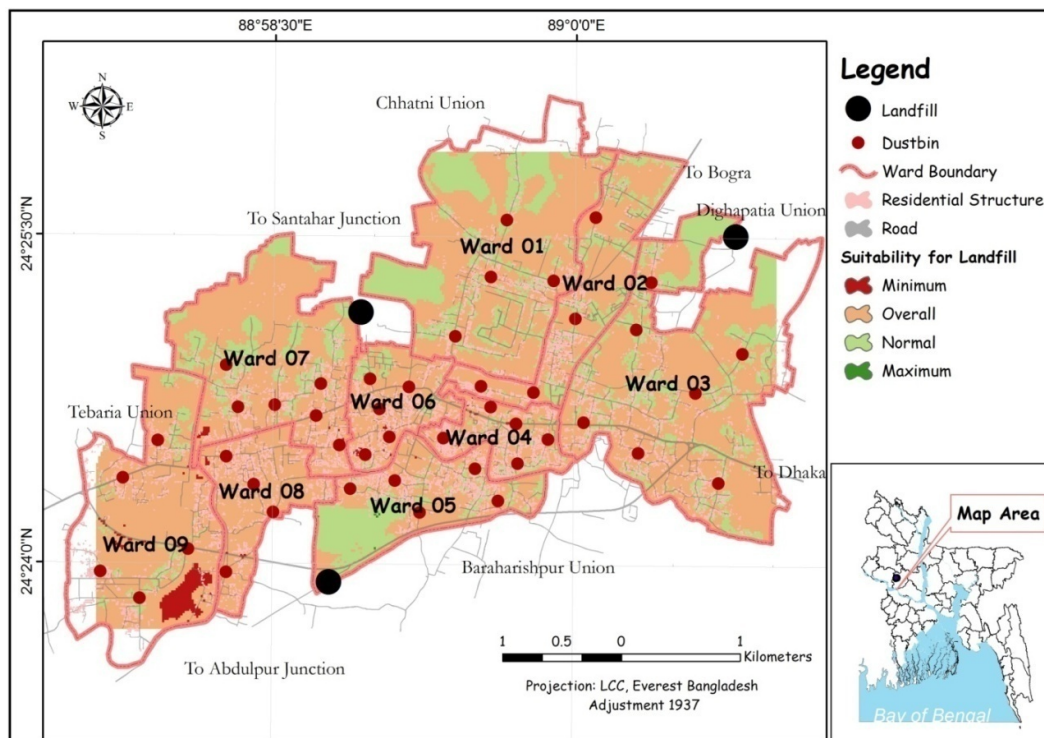 88°58'30"E
89°0'0"E
24°25'30"N
24°24'0"N
N
W
E
S
Chhatni Union
To Bogra
Dighapatia Union
To Santahar Junction
Ward 01
Ward 02
Ward 07
Ward 03
Ward 06
Tebaria Union
Ward 04
To Dhaka
Ward 08
Ward 05
Ward 09
Baraharishpur Union
To Abdulpur Junction
1
0.5
0
1
Kilometers
Projection: LCC, Everest Bangladesh
Adjustment 1937
Legend
Landfill
Dustbin
Ward Boundary
Residential Structure
Road
Suitability for Landfill
Minimum
Overall
Normal
Maximum
Map Area
Bay of Bengal